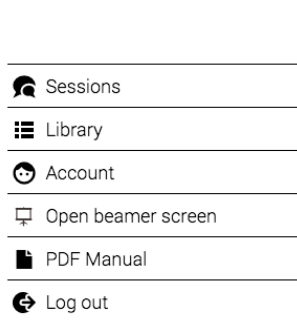 Sessions
Library
Account
Open beamer screen
PDF Manual
Log out